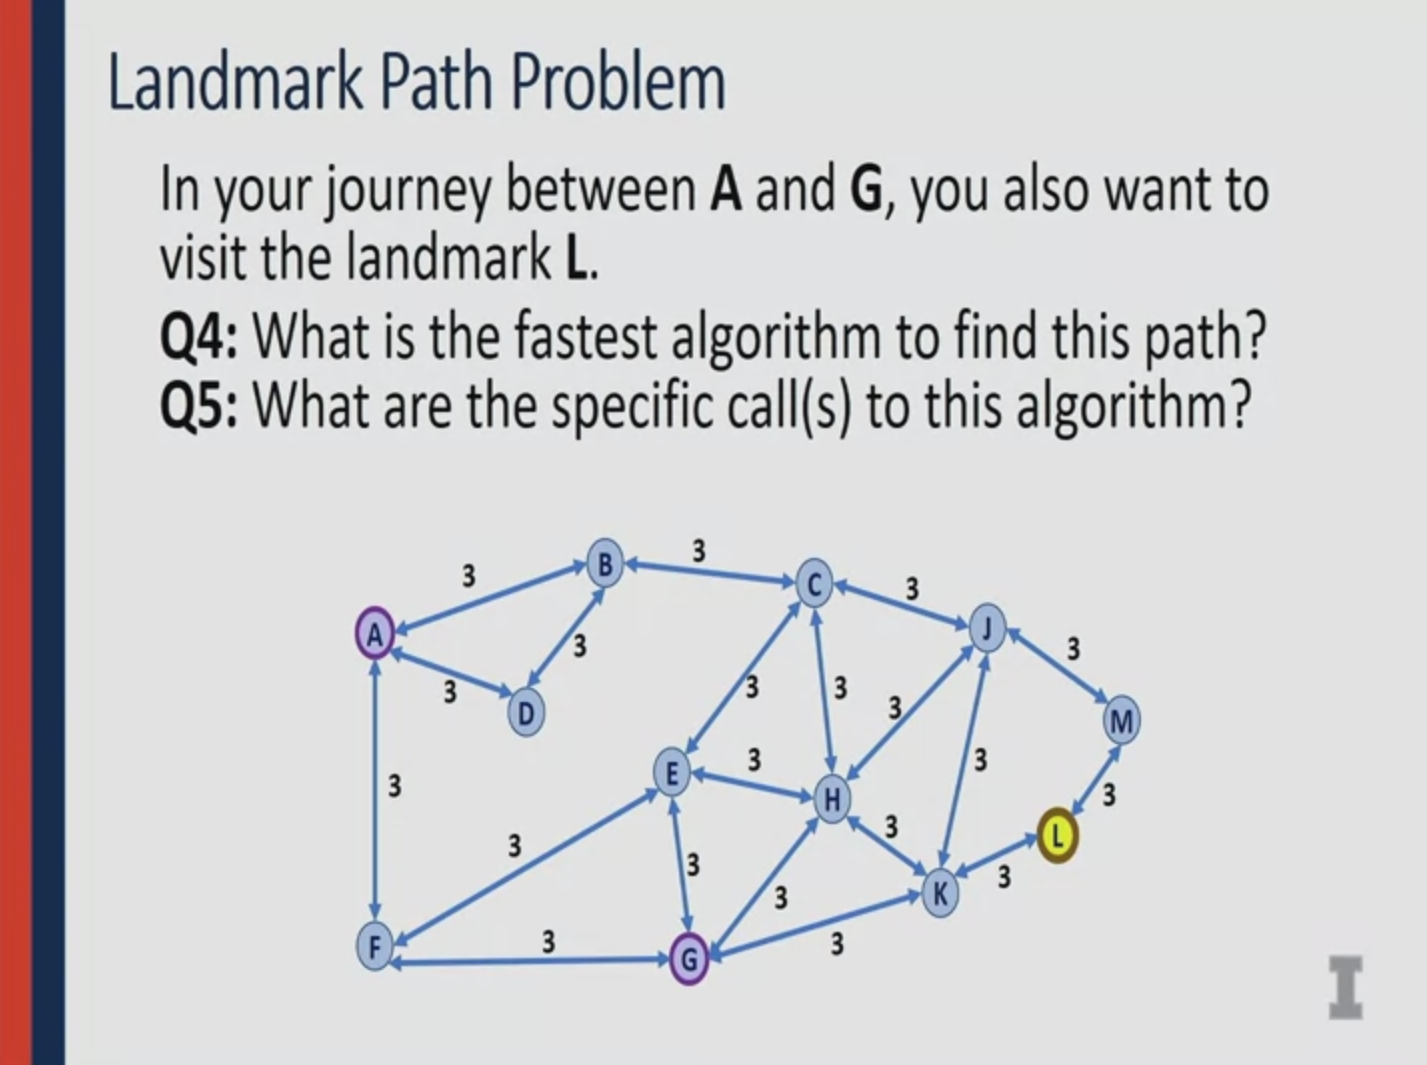 Landmark Path Problem
In your journey between A and G, you also want to
visit the landmark L.
Q4: What is the fastest algorithm to find this path?
Q5: What are the specific call(s) to this algorithm?
B
3
C
3
3
A
J
3
3
3
D
3
3
3
M
3
E
3
H
3
3
3
L
3
3
3
K
3
F
3
3
G
I